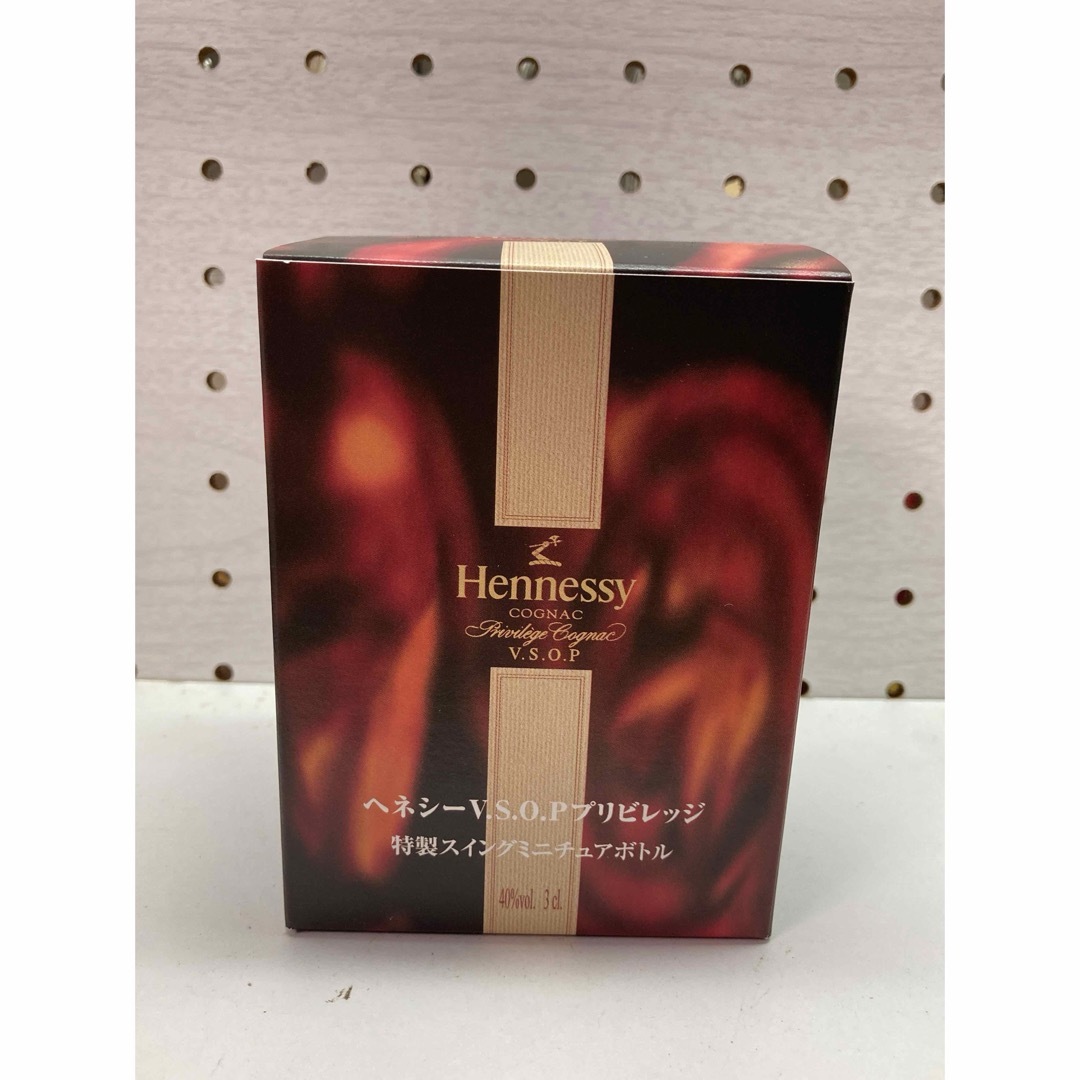 Hennessy
COGNAC
Privilège Cognac
V.S.O.P
ヘネシーV.S.O.Pプリビレッジ
特製スイングミニチュアボトル
40%vol. 3 cl.